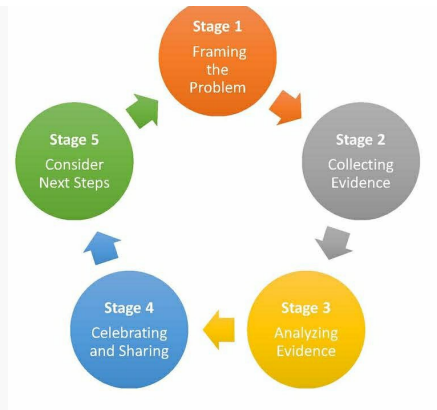 Stage 1
Framing
the
Problem
Stage 2
Collecting
Evidence
Stage 3
Analyzing
Evidence
Stage 4
Celebrating
and Sharing
Stage 5
Consider
Next Steps